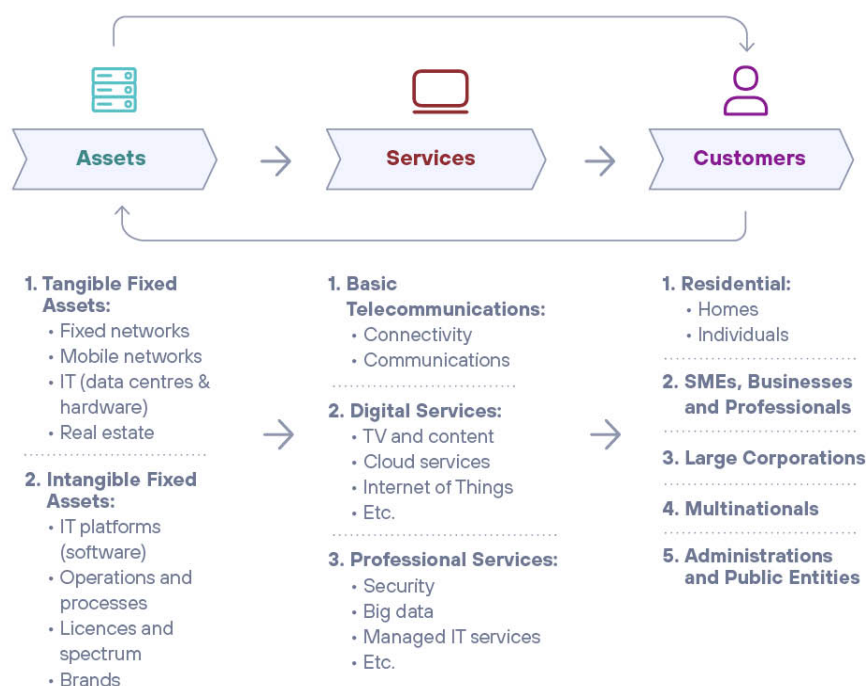 Assets
Services
Customers
1. Tangible Fixed
Assets:
• Fixed networks
• Mobile networks
• IT (data centres &
hardware)
• Real estate
2. Intangible Fixed
Assets:
• IT platforms
(software)
• Operations and
processes
• Licences and
spectrum
• Brands
1. Basic
Telecommunications:
• Connectivity
• Communications
2. Digital Services:
• TV and content
• Cloud services
• Internet of Things
• Etc.
3. Professional Services:
• Security
• Big data
• Managed IT services
• Etc.
1. Residential:
• Homes
• Individuals
2. SMEs, Businesses
and Professionals
3. Large Corporations
4. Multinationals
5. Administrations
and Public Entities